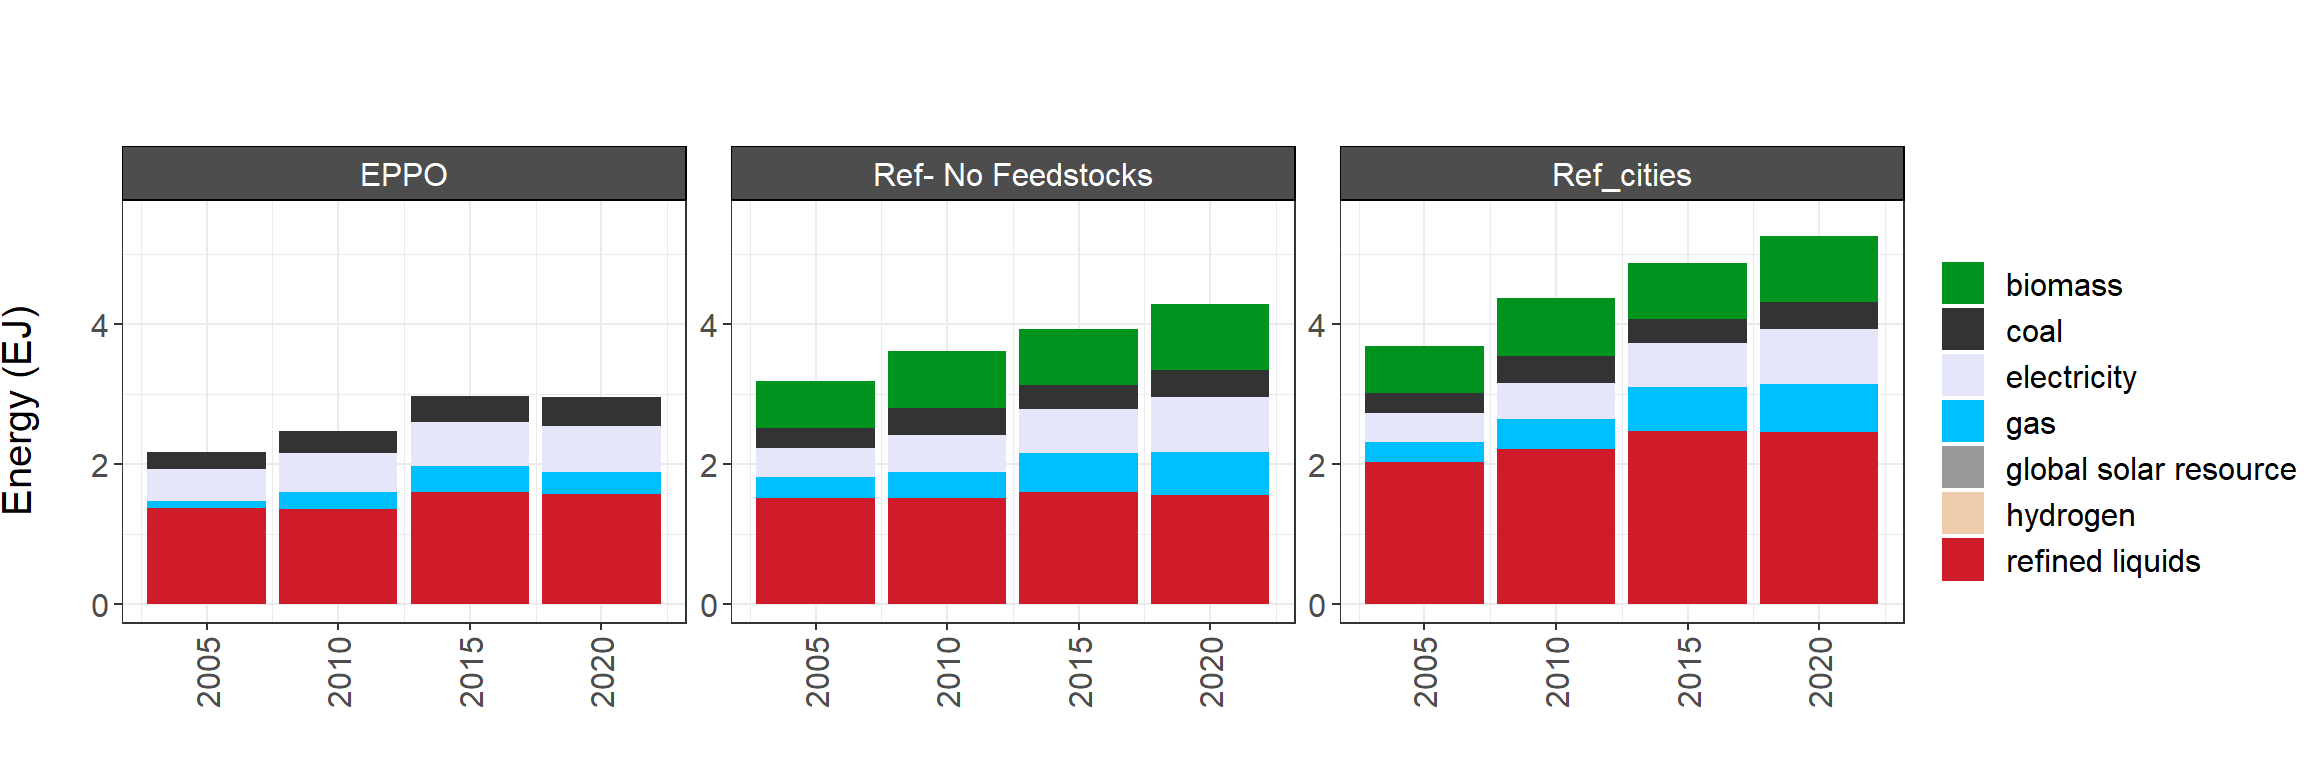 EPPO
Ref- No Feedstocks
Ref_cities
Energy (EJ)
4
2
0
4
2
0
4
2
0
2005
2010
2015
2020
2005
2010
2015
2020
2005
2010
2015
2020
biomass
coal
electricity
gas
global solar resource
hydrogen
refined liquids